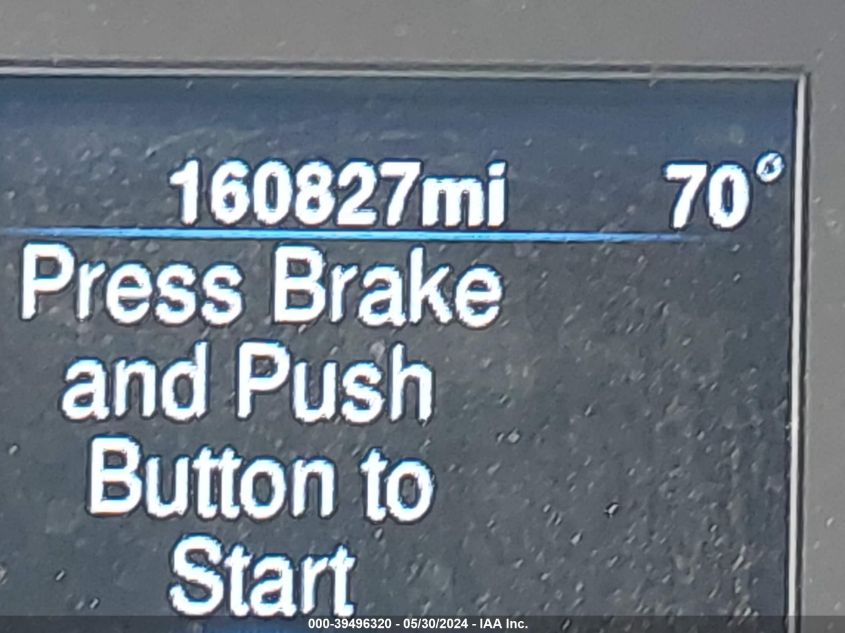 160827mi 70°
Press Brake
and Push
Button to
Start
000-39496320 - 05/30/2024 - IAA Inc.